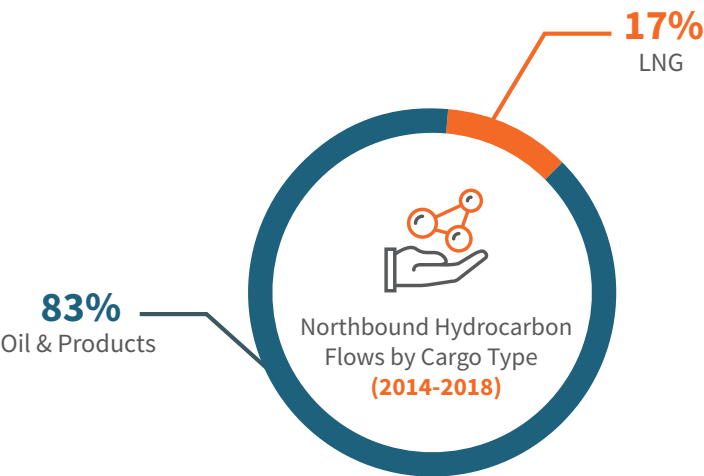 17%
LNG
83%
Oil & Products
Northbound Hydrocarbon
Flows by Cargo Type
(2014-2018)